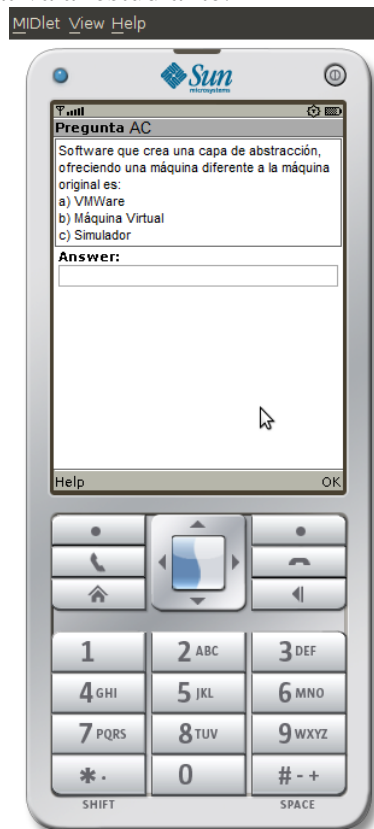 MIDlet View Help
Sun
microsystems
Pregunta AC
Software que crea una capa de abstracción,
ofreciendo una máquina diferente a la máquina
original es:
a) VMWare
b) Máquina Virtual
c) Simulador
Answer:
Help OK
1 2 ABC 3 DEF
4 GHI 5 JKL 6 MNO
7 PQRS 8 TUV 9 WXYZ
* . 0 # - +
SHIFT SPACE